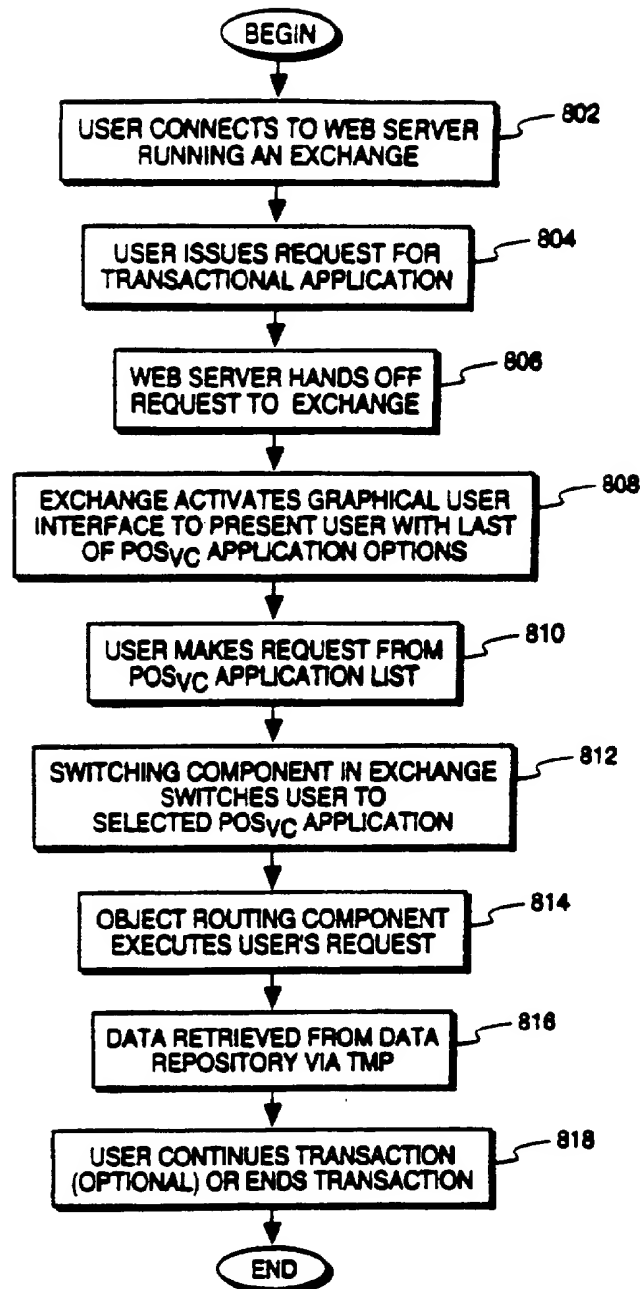 BEGIN
802
USER CONNECTS TO WEB SERVER
RUNNING AN EXCHANGE
804
USER ISSUES REQUEST FOR
TRANSACTIONAL APPLICATION
806
WEB SERVER HANDS OFF
REQUEST TO EXCHANGE
808
EXCHANGE ACTIVATES GRAPHICAL USER
INTERFACE TO PRESENT USER WITH LAST
OF POSVC APPLICATION OPTIONS
810
USER MAKES REQUEST FROM
POSVC APPLICATION LIST
812
SWITCHING COMPONENT IN EXCHANGE
SWITCHES USER TO
SELECTED POSVC APPLICATION
814
OBJECT ROUTING COMPONENT
EXECUTES USER'S REQUEST
816
DATA RETRIEVED FROM DATA
REPOSITORY VIA TMP
818
USER CONTINUES TRANSACTION
(OPTIONAL) OR ENDS TRANSACTION
END